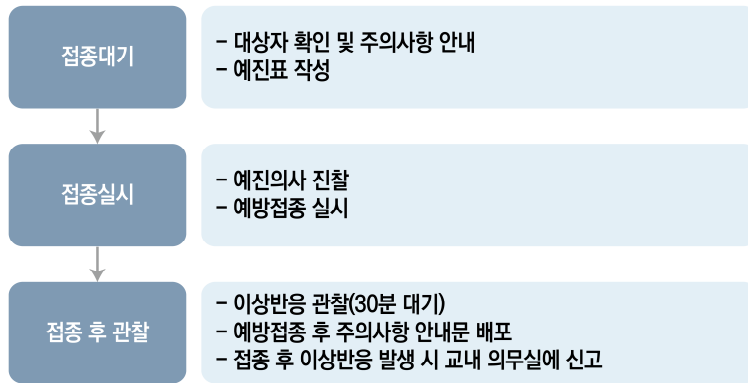 접종대기
- 대상자 확인 및 주의사항 안내
- 예진표 작성
접종실시
- 예진의사 진찰
- 예방접종 실시
접종 후 관찰
- 이상반응 관찰(30분 대기)
- 예방접종 후 주의사항 안내문 배포
- 접종 후 이상반응 발생 시 교내 의무실에 신고